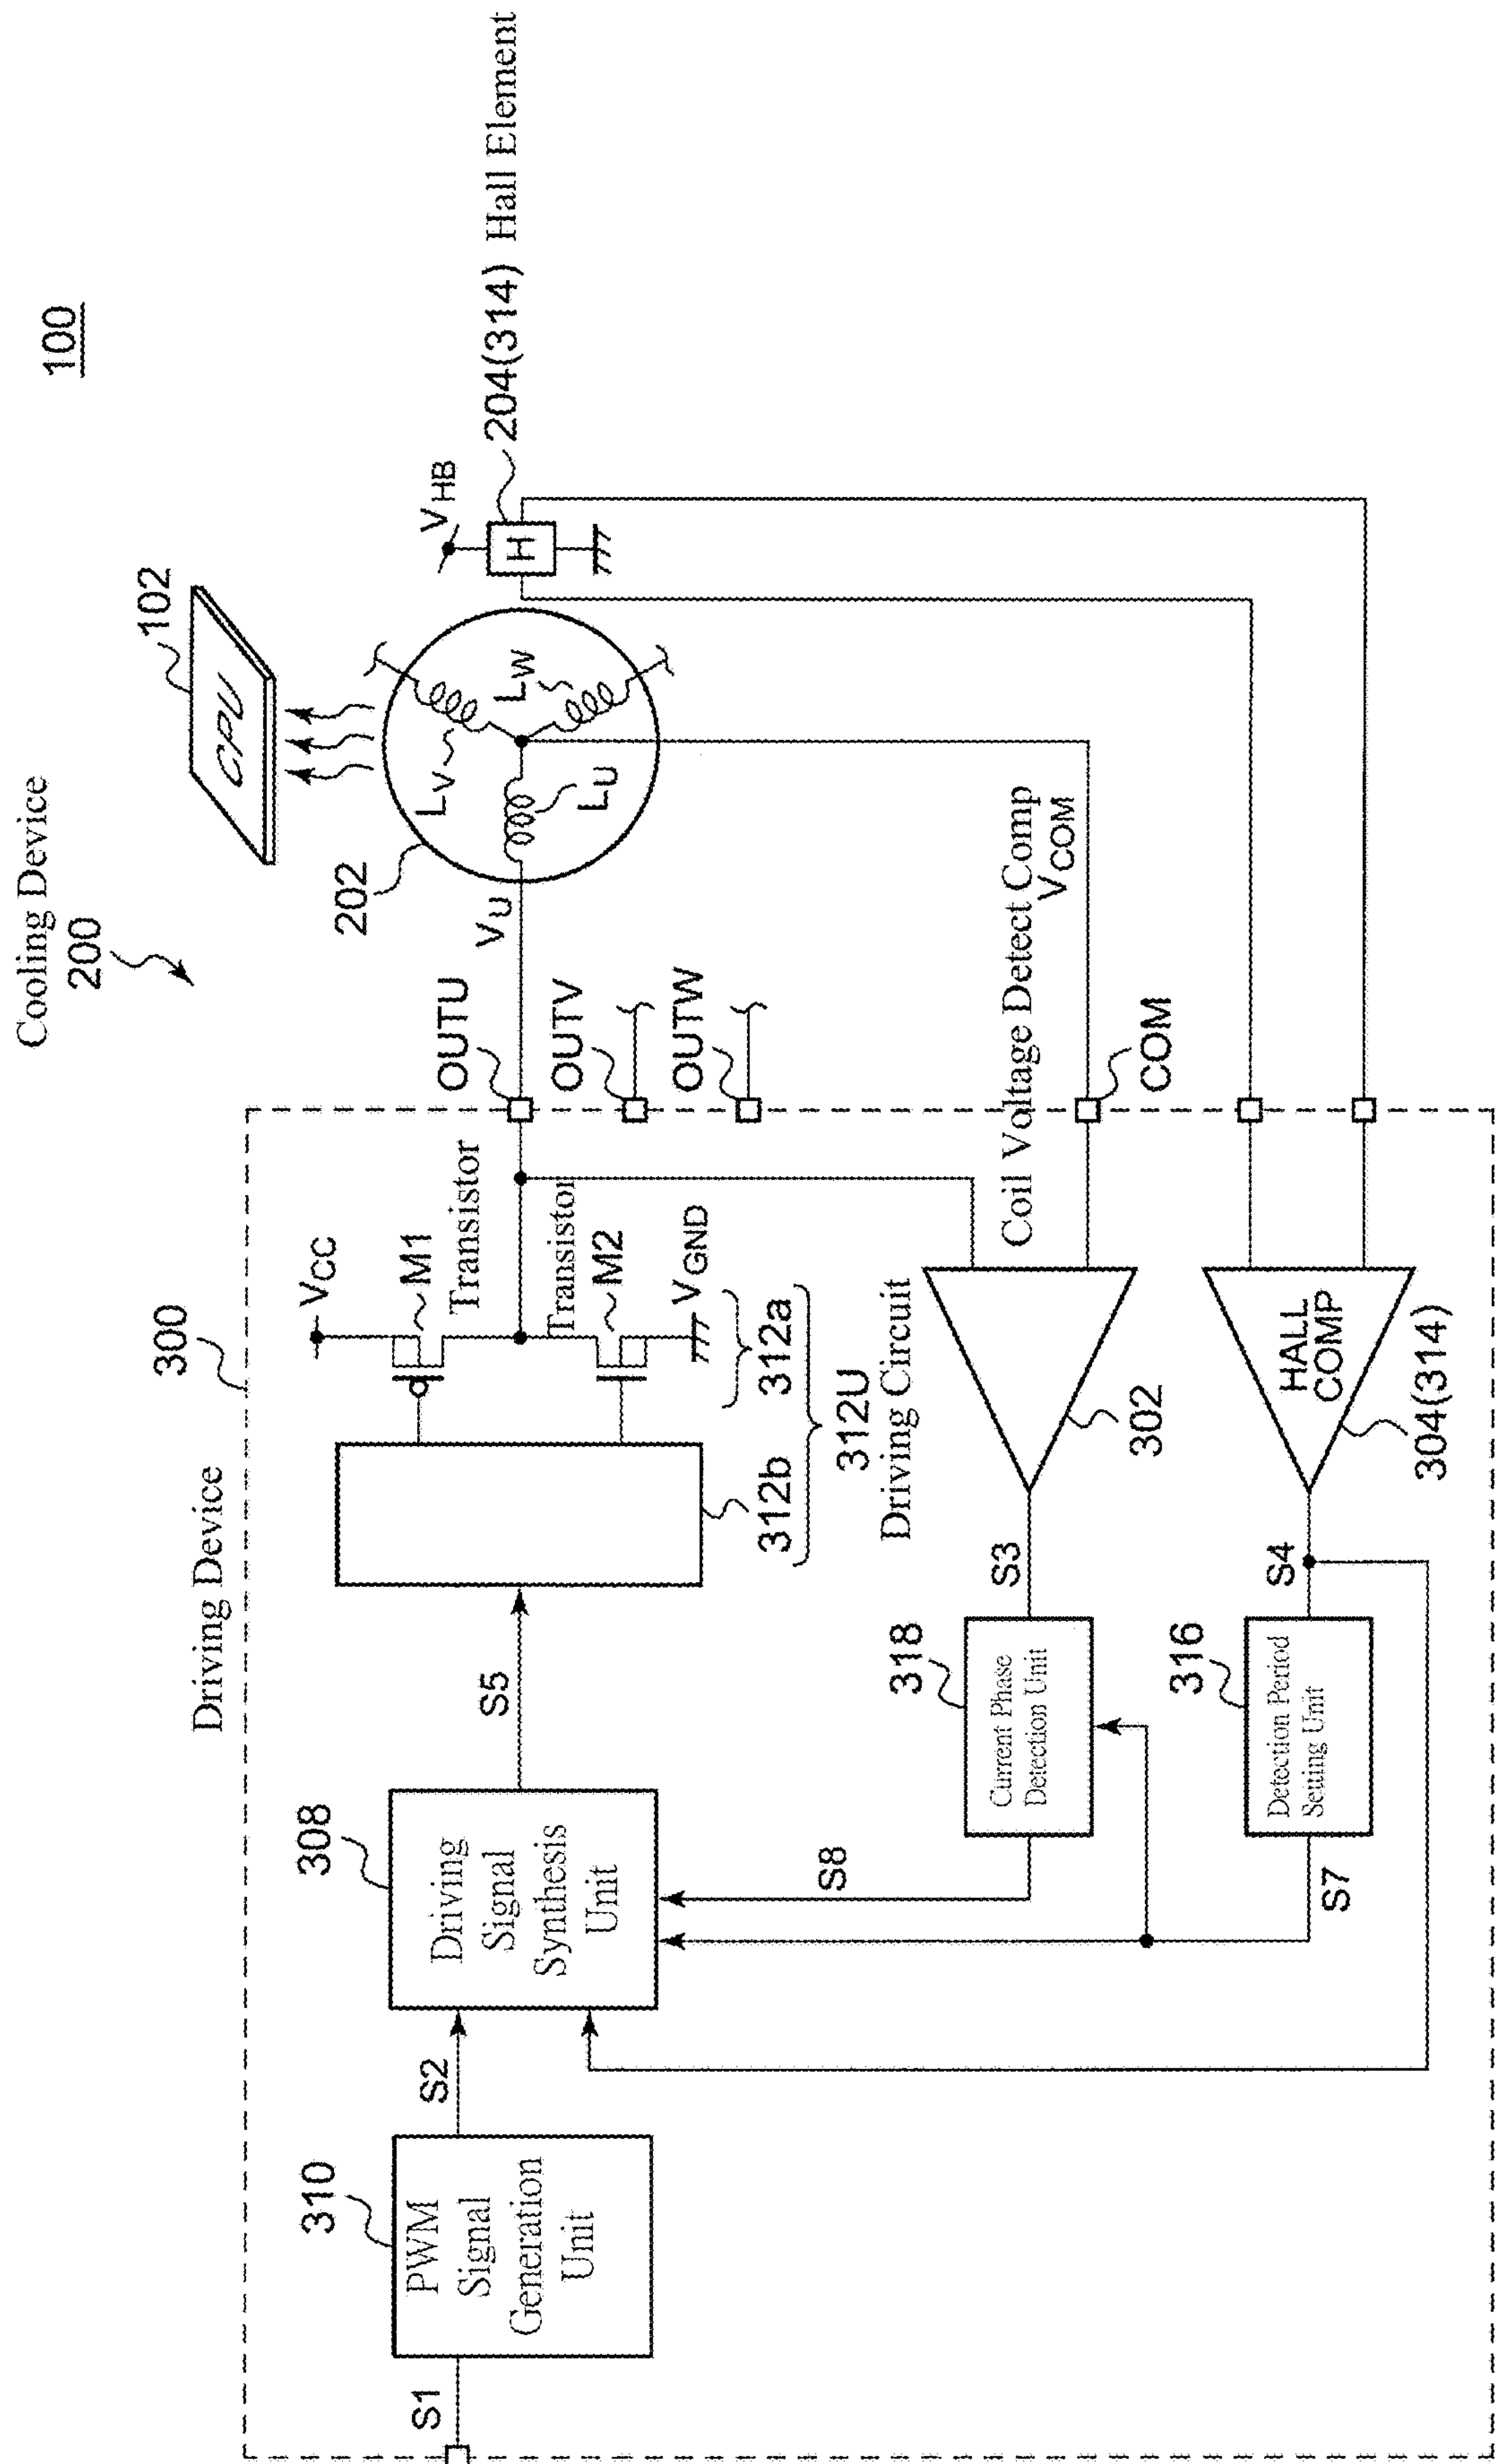 100
Cooling Device
200
CPU
102
202
LV
LW
LU
VU
VHB
H
204(314) Hall Element
Driving Device
300
OUTU
OUTV
OUTW
VCC
M1
Transistor
Transistor
M2
VGND
312a
312b
312U
Driving Circuit
Coil Voltage Detect Comp
VCOM
COM
S1
310
PWM
Signal
Generation
Unit
S2
308
Driving
Signal
Synthesis
Unit
S5
S8
318
Current Phase
Detection Unit
S3
302
S7
316
Detection Period
Setting Unit
S4
HALL
COMP
304(314)